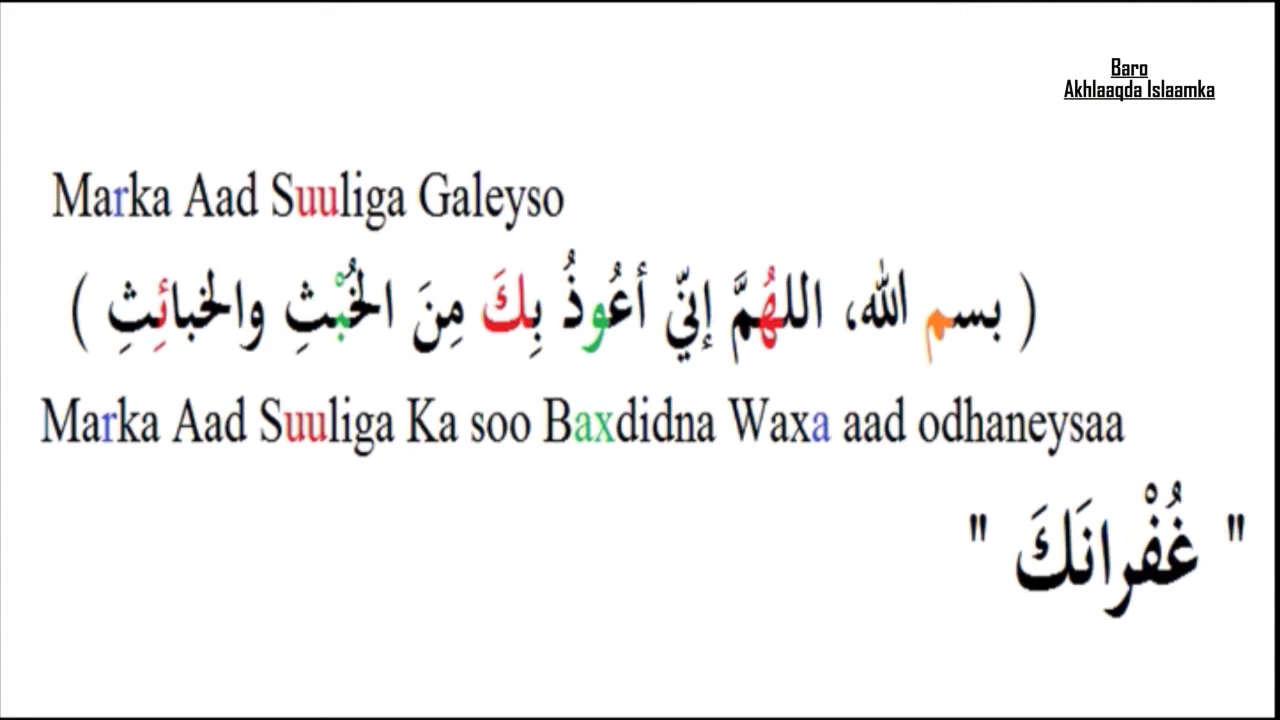 Baro
Akhlaaqda Islaamka
Marka Aad Suuliga Galeyso
( بسم الله، اللهُمَّ إنيّ أعُوذُ بِكَ مِنَ الخُبْثِ والخبائِثِ )
Marka Aad Suuliga Ka soo Baxdidna Waxa aad odhaneysaa
" غُفْرانَكَ "